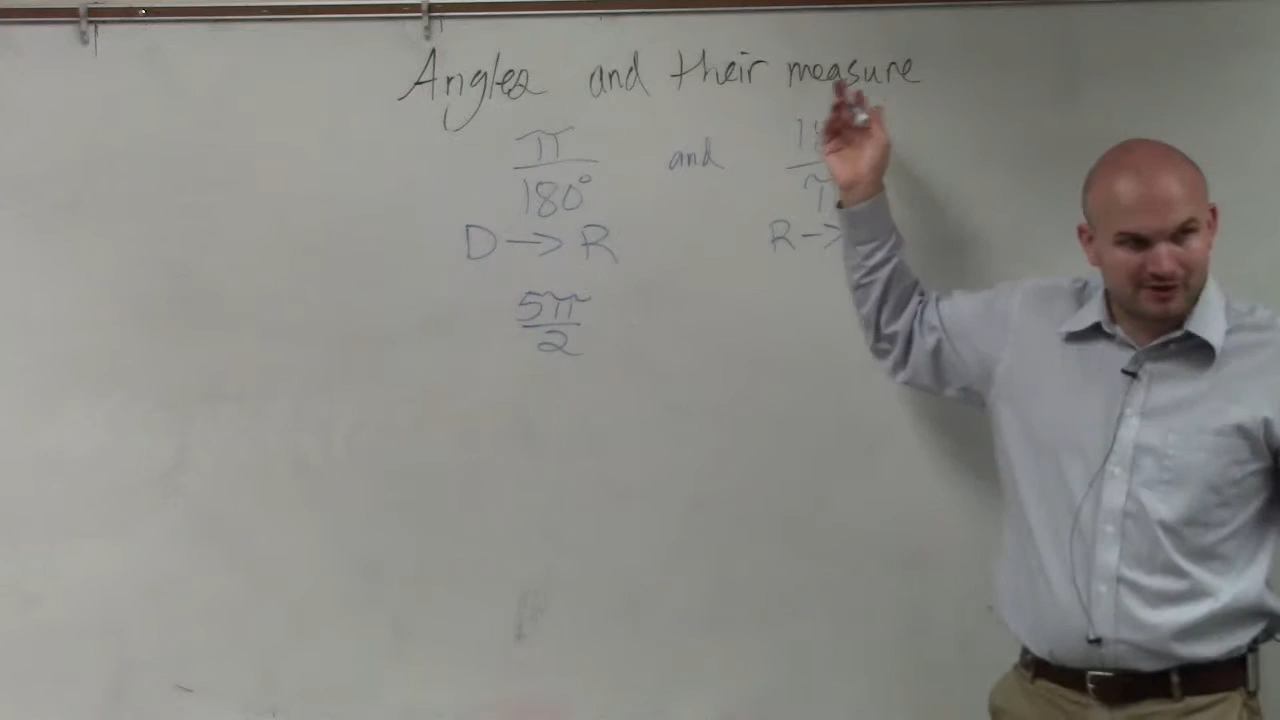 Angles and their measure
π/180° and
D → R R →
5π/2